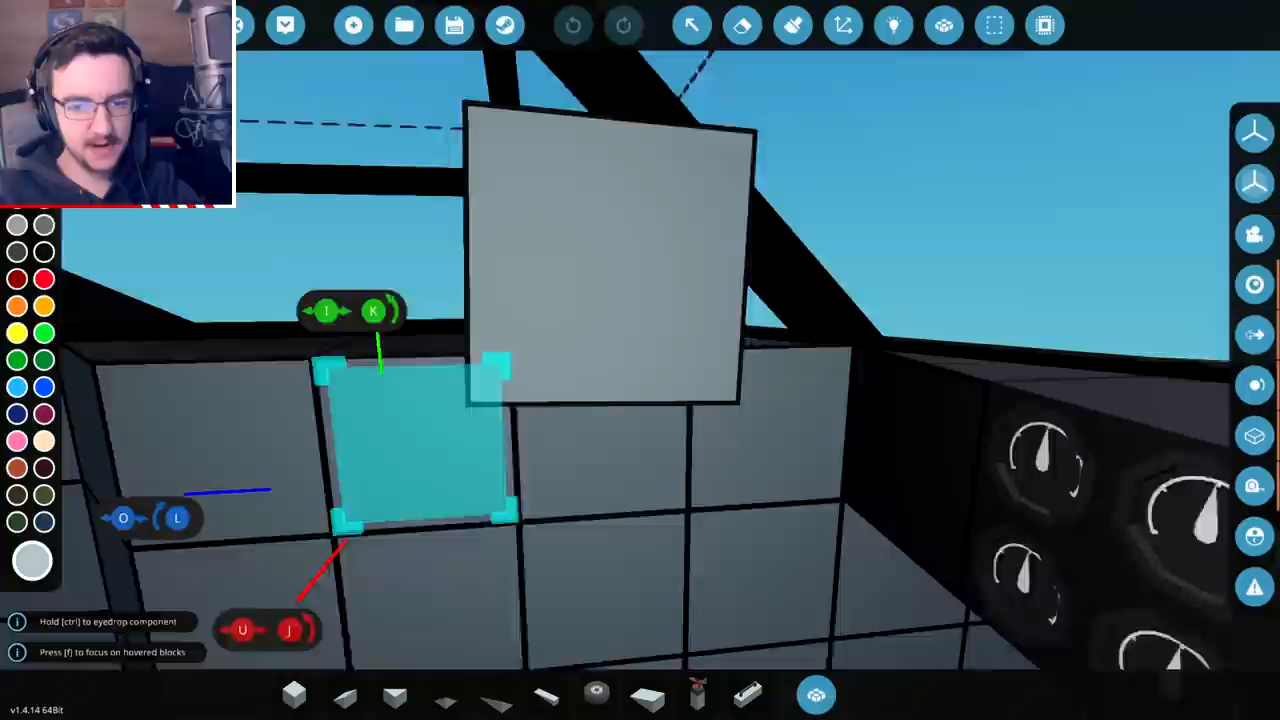 I K
O L
U J
Hold [ctrl] to eyedrop component
Press [f] to focus on hovered blocks
v1.4.14 64Bit